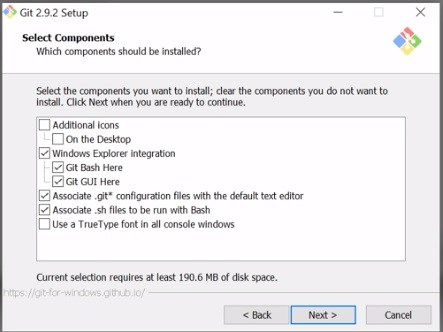 Git 2.9.2 Setup
Select Components
Which components should be installed?
Select the components you want to install; clear the components you do not want to
install. Click Next when you are ready to continue.
Additional icons
On the Desktop
Windows Explorer integration
Git Bash Here
Git GUI Here
Associate .git* configuration files with the default text editor
Associate .sh files to be run with Bash
Use a TrueType font in all console windows
Current selection requires at least 190.6 MB of disk space.
https://git-for-windows.github.io/
< Back
Next >
Cancel